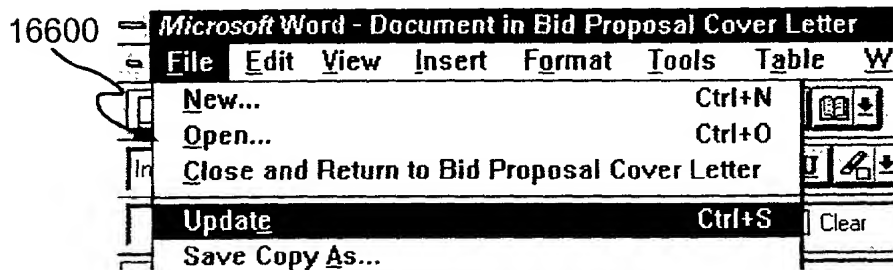 16600
Microsoft Word - Document in Bid Proposal Cover Letter
File Edit View Insert Format Tools Table W
New... Ctrl+N
Open... Ctrl+O
Close and Return to Bid Proposal Cover Letter
Update Ctrl+S
Clear
Save Copy As...